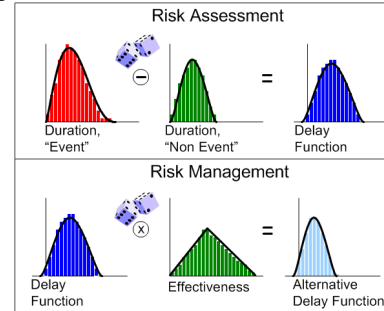 Risk Assessment
− =
Duration, "Event"
Duration, "Non Event"
Delay Function
Risk Management
x =
Delay Function
Effectiveness
Alternative Delay Function